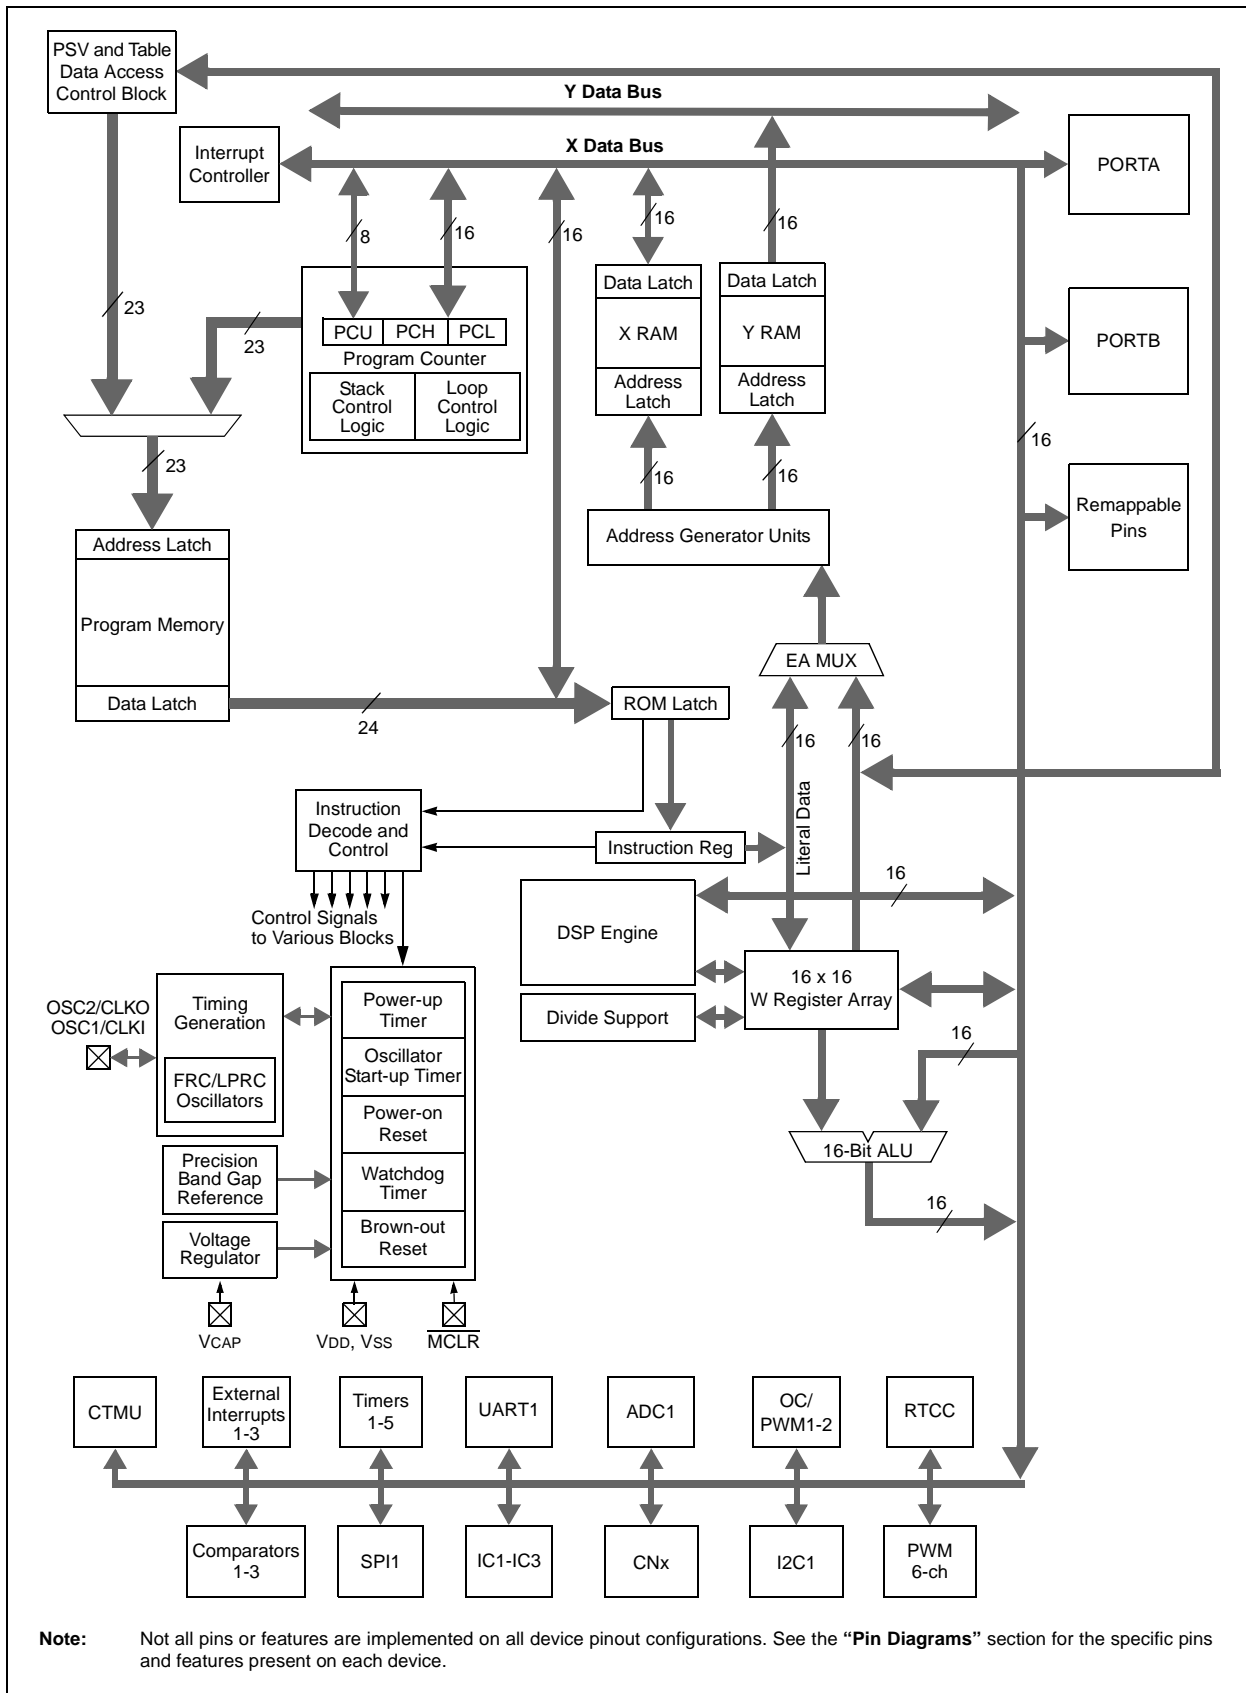 PSV and Table
Data Access
Control Block
Y Data Bus
Interrupt
Controller
X Data Bus
PORTA
8
16
16
16
16
23
23
Data Latch
X RAM
Address
Latch
Data Latch
Y RAM
Address
Latch
PORTB
PCU
PCH
PCL
Program Counter
Stack
Control
Logic
Loop
Control
Logic
16
23
16
16
Remappable
Pins
Address Generator Units
Address Latch
Program Memory
Data Latch
EA MUX
24
ROM Latch
16
16
Literal Data
Instruction
Decode and
Control
Instruction Reg
16
DSP Engine
Control Signals
to Various Blocks
16 x 16
W Register Array
Divide Support
OSC2/CLKO
OSC1/CLKI
Timing
Generation
FRC/LPRC
Oscillators
Power-up
Timer
Oscillator
Start-up Timer
Power-on
Reset
Watchdog
Timer
Brown-out
Reset
16
16-Bit ALU
16
Precision
Band Gap
Reference
Voltage
Regulator
VCAP
VDD, VSS
MCLR
CTMU
External
Interrupts
1-3
Timers
1-5
UART1
ADC1
OC/
PWM1-2
RTCC
Comparators
1-3
SPI1
IC1-IC3
CNx
I2C1
PWM
6-ch
Note: Not all pins or features are implemented on all device pinout configurations. See the “Pin Diagrams” section for the specific pins
and features present on each device.